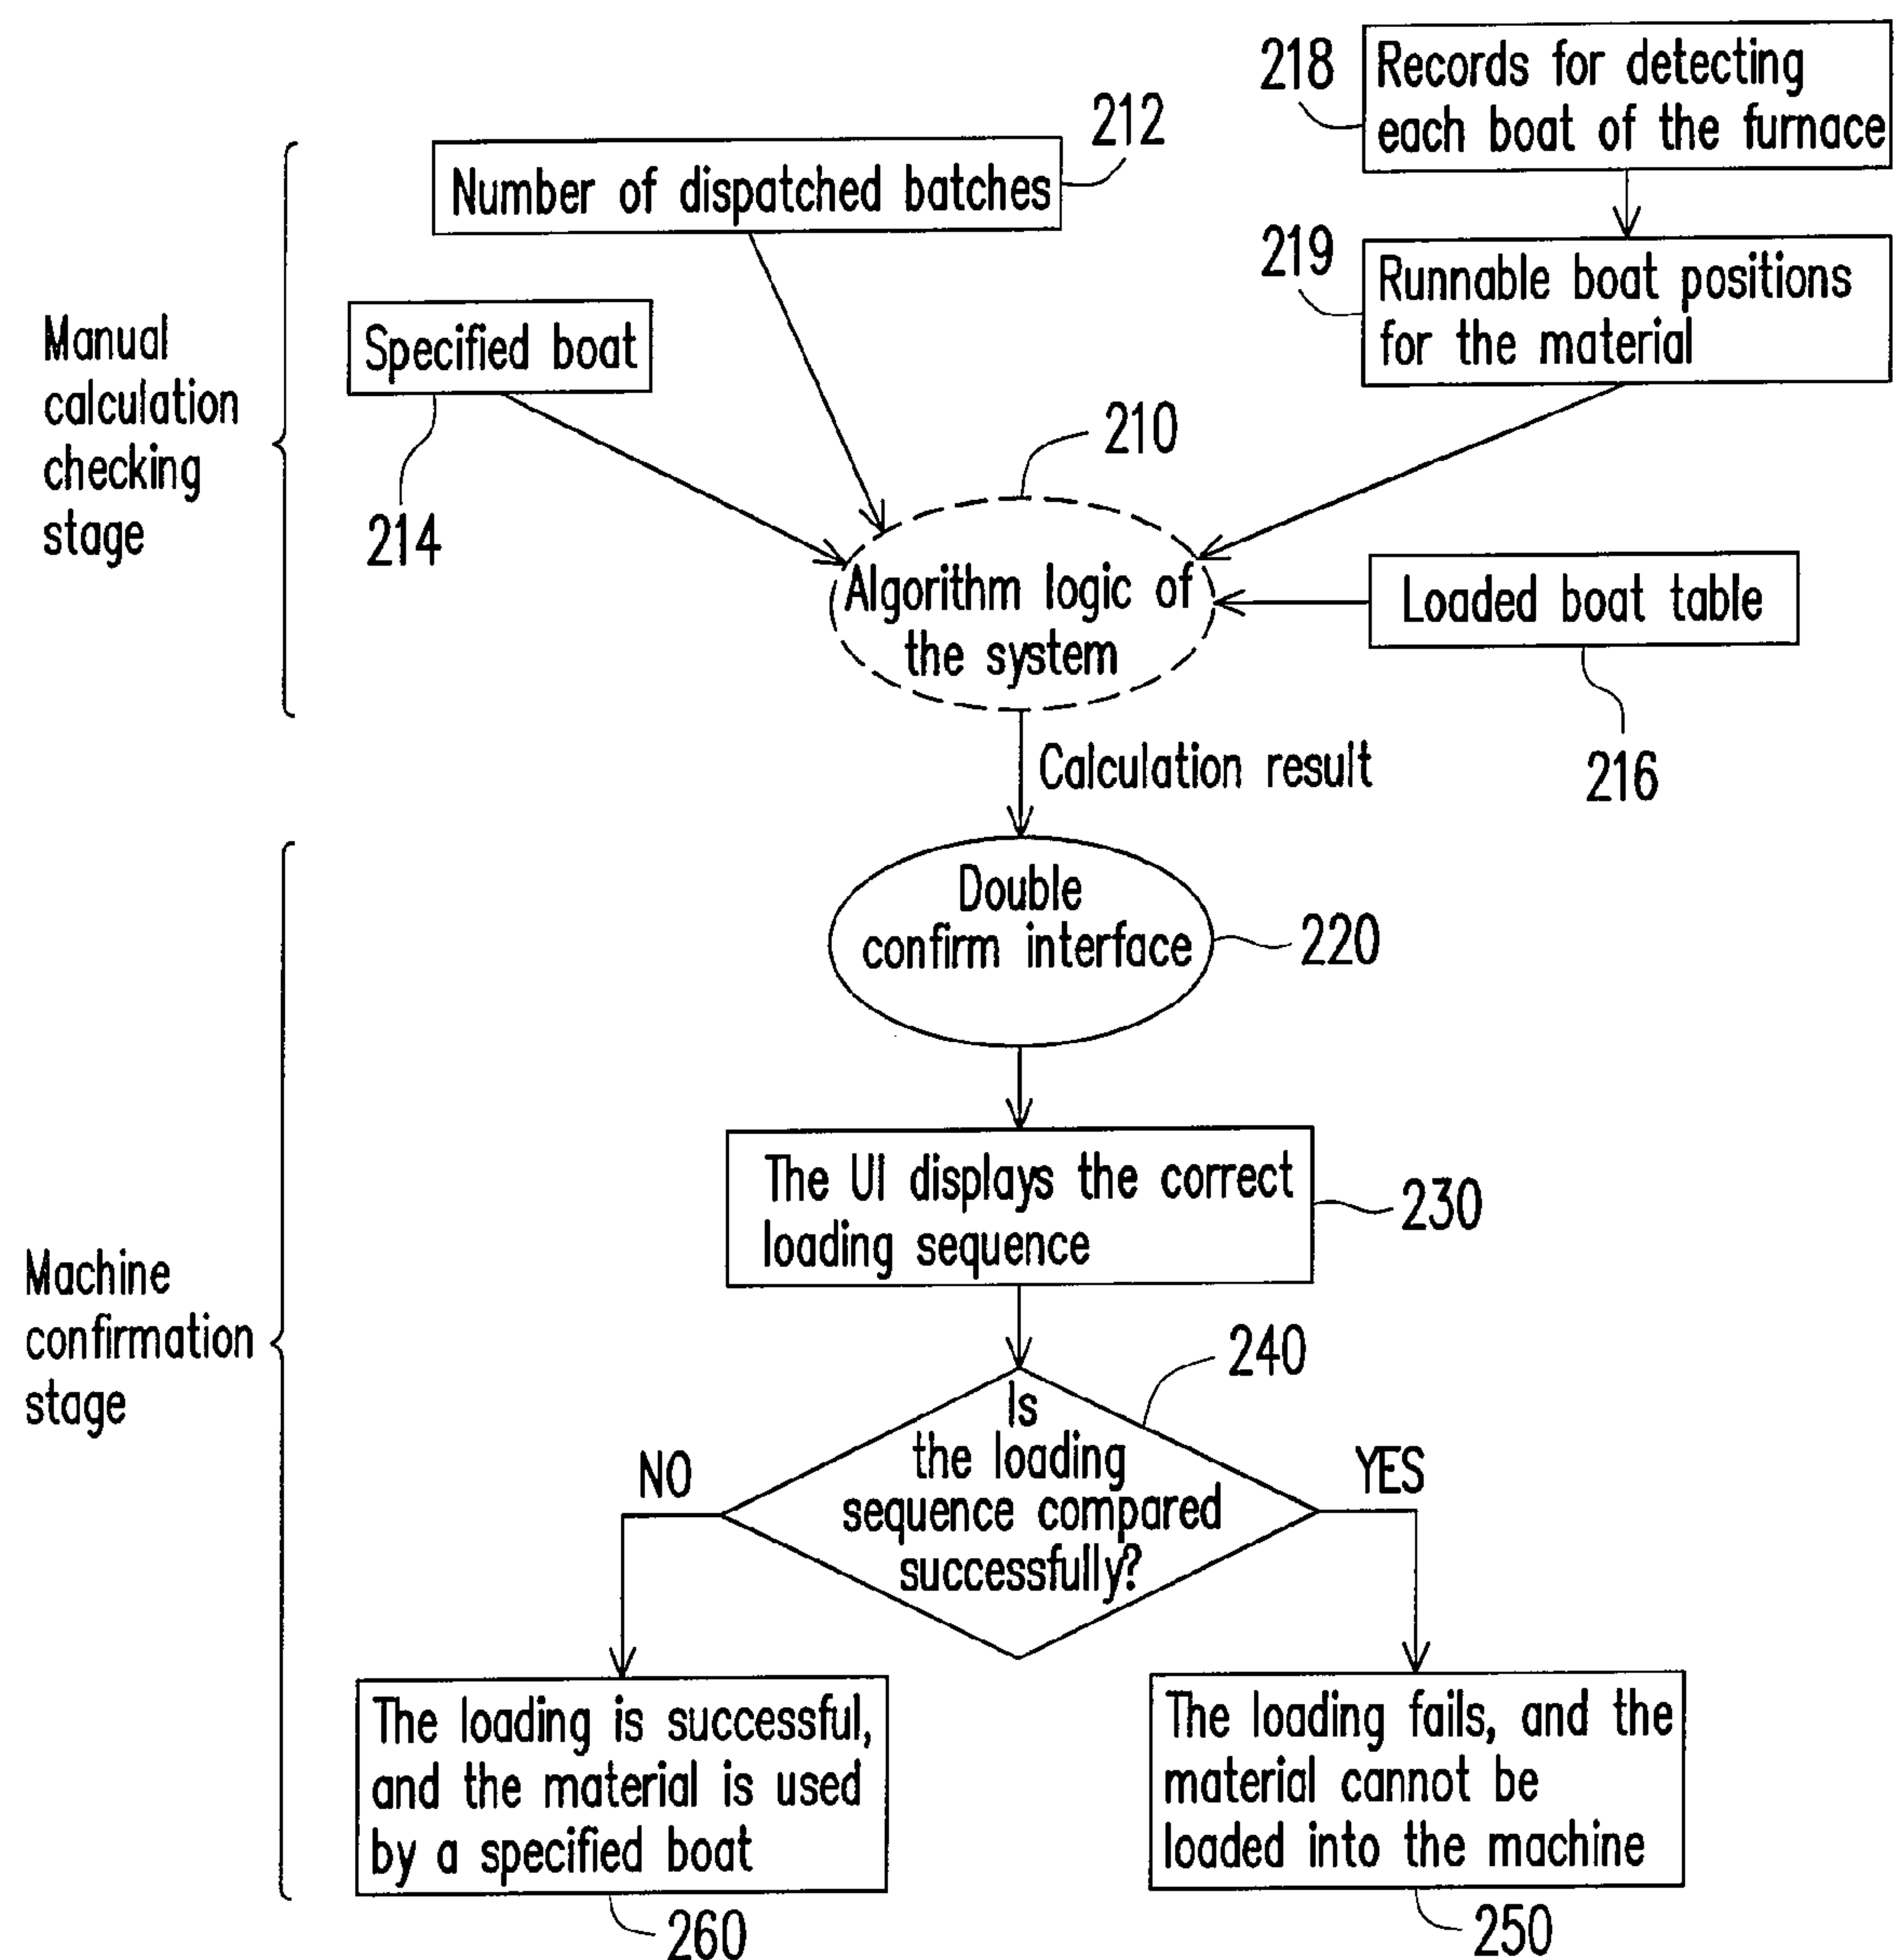 218
Records for detecting
each boat of the furnace
212
Number of dispatched batches
219
Runnable boat positions
for the material
Manual
calculation
checking
stage
Specified boat
214
210
Algorithm logic of
the system
Loaded boat table
216
Calculation result
Double
confirm interface
220
The UI displays the correct
loading sequence
230
Machine
confirmation
stage
240
Is
the loading
sequence compared
successfully?
NO
YES
The loading is successful,
and the material is used
by a specified boat
260
The loading fails, and the
material cannot be
loaded into the machine
250